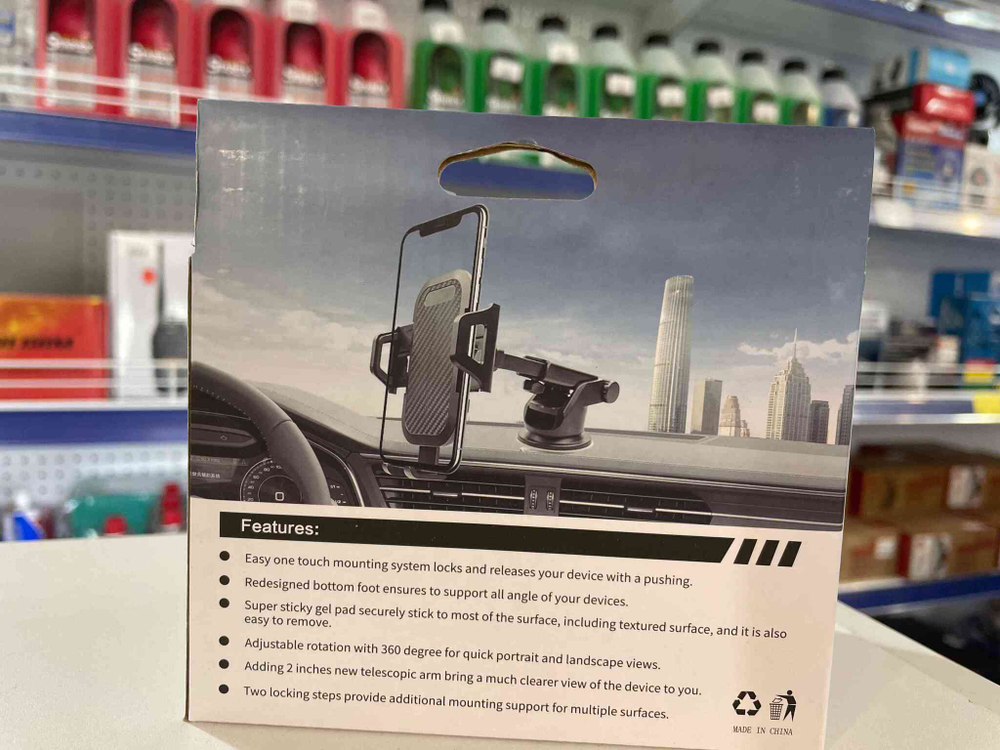 Features:
Easy one touch mounting system locks and releases your device with a pushing.
Redesigned bottom foot ensures to support all angle of your devices.
Super sticky gel pad securely stick to most of the surface, including textured surface, and it is also
easy to remove.
Adjustable rotation with 360 degree for quick portrait and landscape views.
Adding 2 inches new telescopic arm bring a much clearer view of the device to you.
Two locking steps provide additional mounting support for multiple surfaces.
MADE IN CHINA